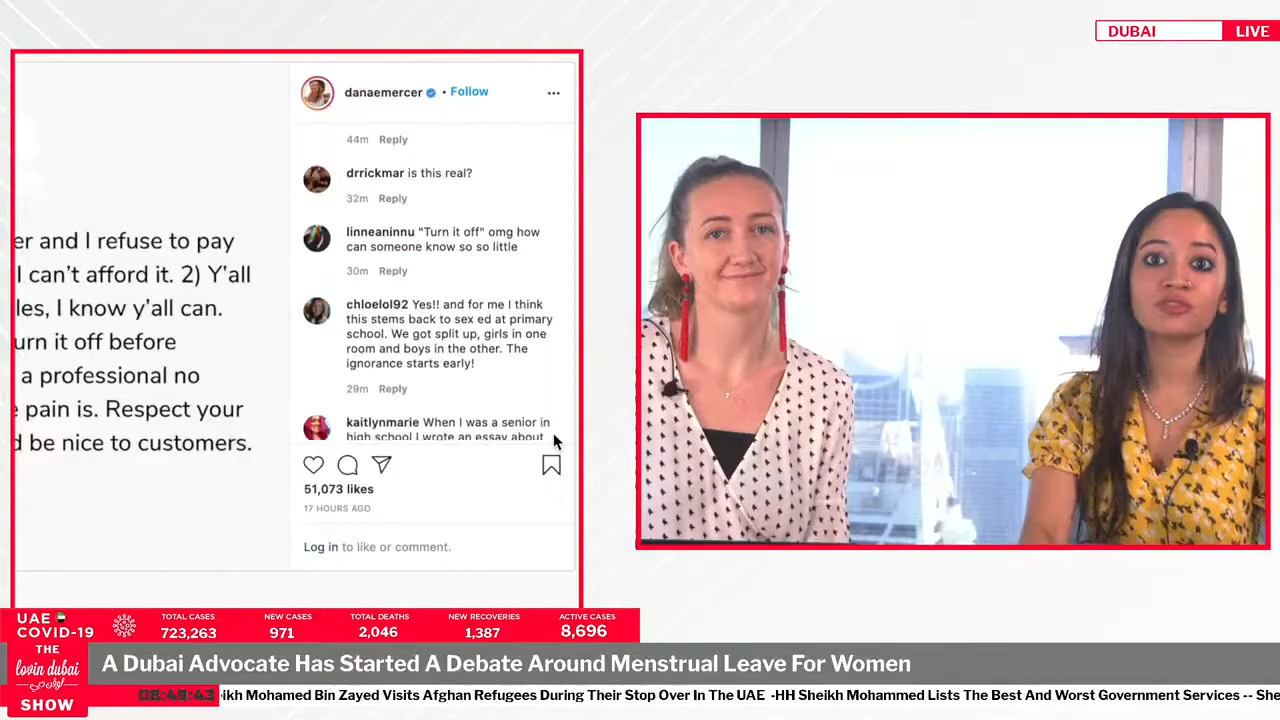 DUBAI LIVE
danaemercer • Follow
44m Reply
drrickmar is this real?
32m Reply
linneaninnu "Turn it off" omg how
can someone know so so little
30m Reply
chloelol92 Yes!! and for me I think
this stems back to sex ed at primary
school. We got split up, girls in one
room and boys in the other. The
ignorance starts early!
29m Reply
kaitlynmarie When I was a senior in
high school I wrote an essay about
51,073 likes
17 HOURS AGO
Log in to like or comment.
er and I refuse to pay
I can't afford it. 2) Y'all
les, I know y'all can.
urn it off before
a professional no
e pain is. Respect your
d be nice to customers.
UAE
COVID-19
TOTAL CASES
723,263
NEW CASES
971
TOTAL DEATHS
2,046
NEW RECOVERIES
1,387
ACTIVE CASES
8,696
THE
lovin dubai
لوڤن دبي
SHOW
A Dubai Advocate Has Started A Debate Around Menstrual Leave For Women
08:49:43
eikh Mohamed Bin Zayed Visits Afghan Refugees During Their Stop Over In The UAE -HH Sheikh Mohammed Lists The Best And Worst Government Services -- She